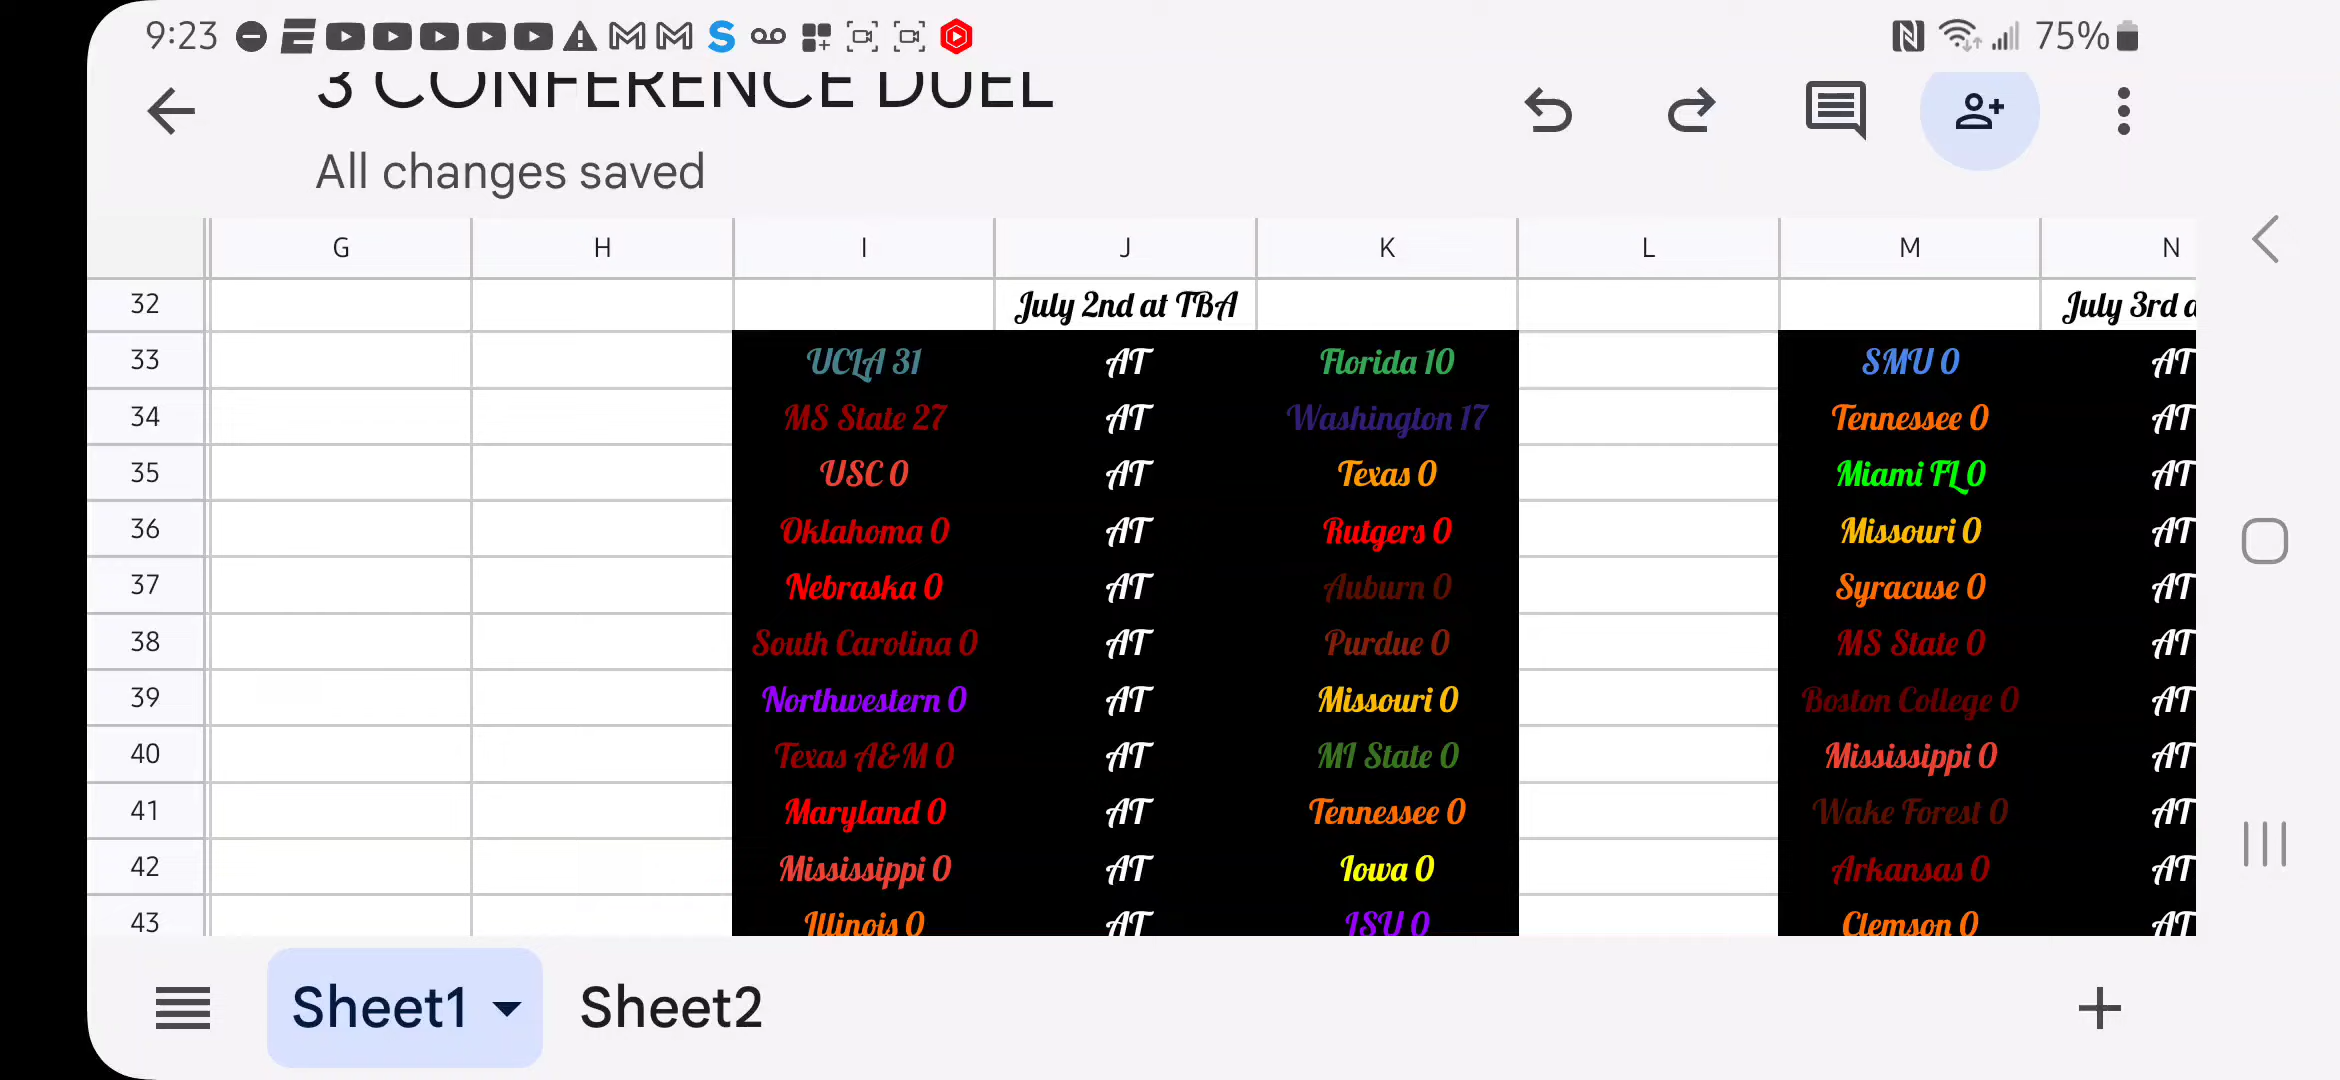 9:23 75%
3 CONFERENCE DUEL
All changes saved
G H I J K L M N
32 July 2nd at TBA July 3rd a
33 UCLA 31 AT Florida 10 SMU 0 AT
34 MS State 27 AT Washington 17 Tennessee 0 AT
35 USC 0 AT Texas 0 Miami FL 0 AT
36 Oklahoma 0 AT Rutgers 0 Missouri 0 AT
37 Nebraska 0 AT Auburn 0 Syracuse 0 AT
38 South Carolina 0 AT Purdue 0 MS State 0 AT
39 Northwestern 0 AT Missouri 0 Boston College 0 AT
40 Texas A&M 0 AT MI State 0 Mississippi 0 AT
41 Maryland 0 AT Tennessee 0 Wake Forest 0 AT
42 Mississippi 0 AT Iowa 0 Arkansas 0 AT
43 Illinois 0 AT LSU 0 Clemson 0 AT
Sheet1 Sheet2